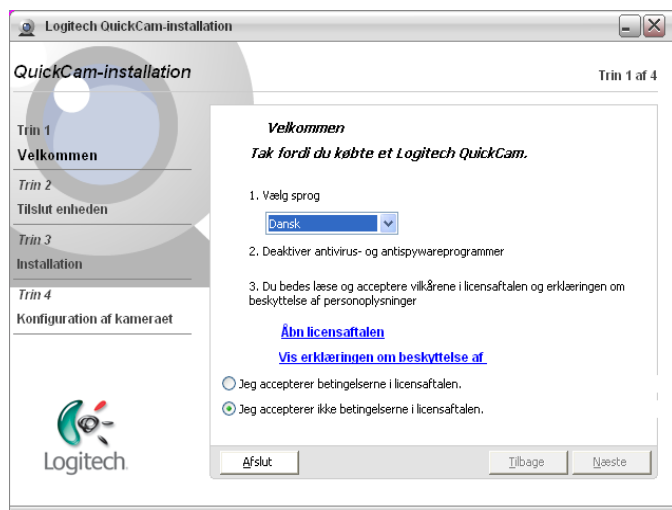 Logitech QuickCam-installation
QuickCam-installation
Trin 1 af 4
Trin 1
Velkommen
Trin 2
Tilslut enheden
Trin 3
Installation
Trin 4
Konfiguration af kameraet
Logitech
Velkommen
Tak fordi du købte et Logitech QuickCam.
1. Vælg sprog
Dansk
2. Deaktiver antivirus- og antispywareprogrammer
3. Du bedes læse og acceptere vilkårene i licensaftalen og erklæringen om
beskyttelse af personoplysninger
Åbn licensaftalen
Vis erklæringen om beskyttelse af
Jeg accepterer betingelserne i licensaftalen.
Jeg accepterer ikke betingelserne i licensaftalen.
Afslut
Tilbage
Næste